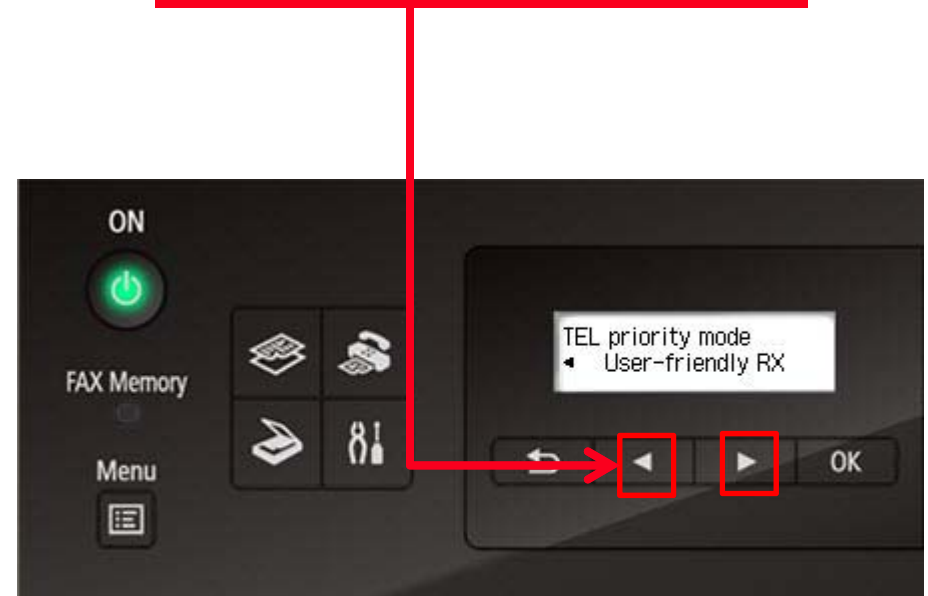 ON
FAX Memory
Menu
TEL priority mode
◄ User-friendly RX
OK